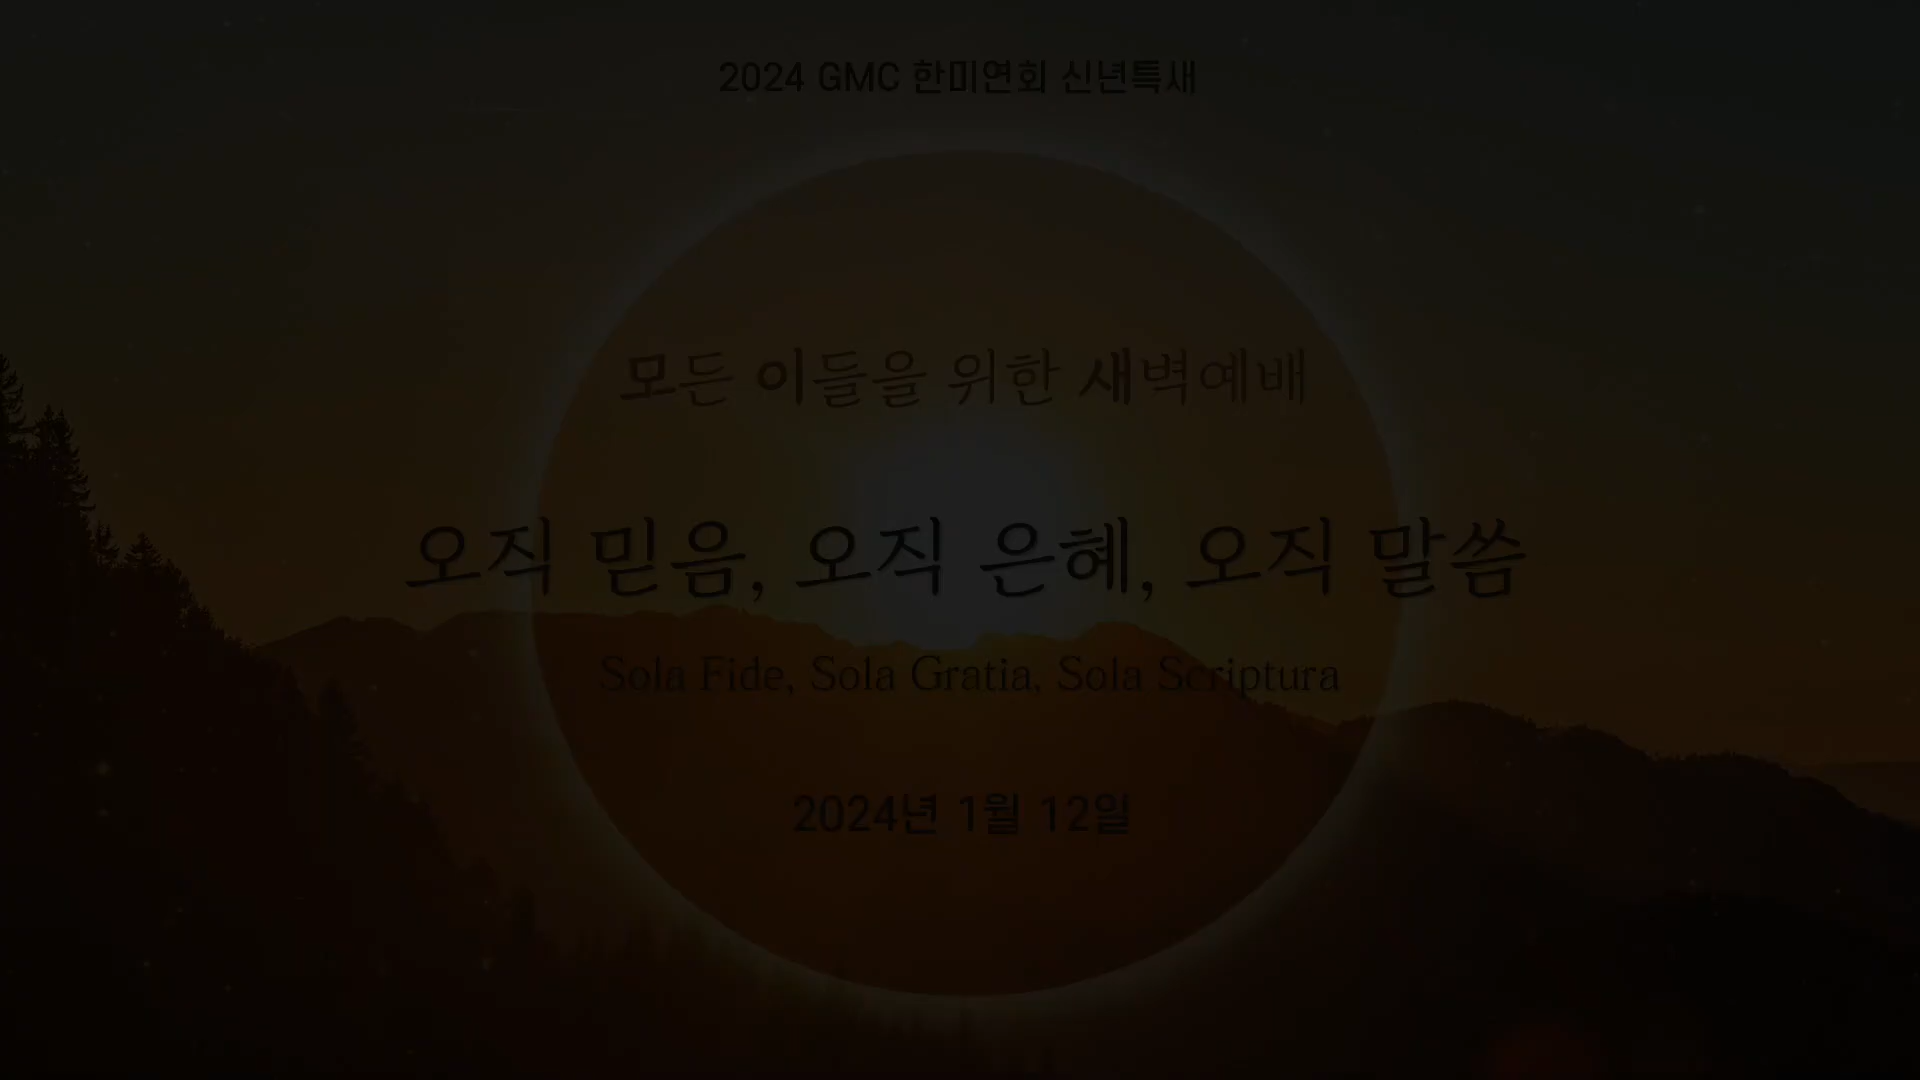 2024 GMC 한미연회 신년특새
모든 이들을 위한 새벽예배
오직 믿음, 오직 은혜, 오직 말씀
Sola Fide, Sola Gratia, Sola Scriptura
2024년 1월 12일